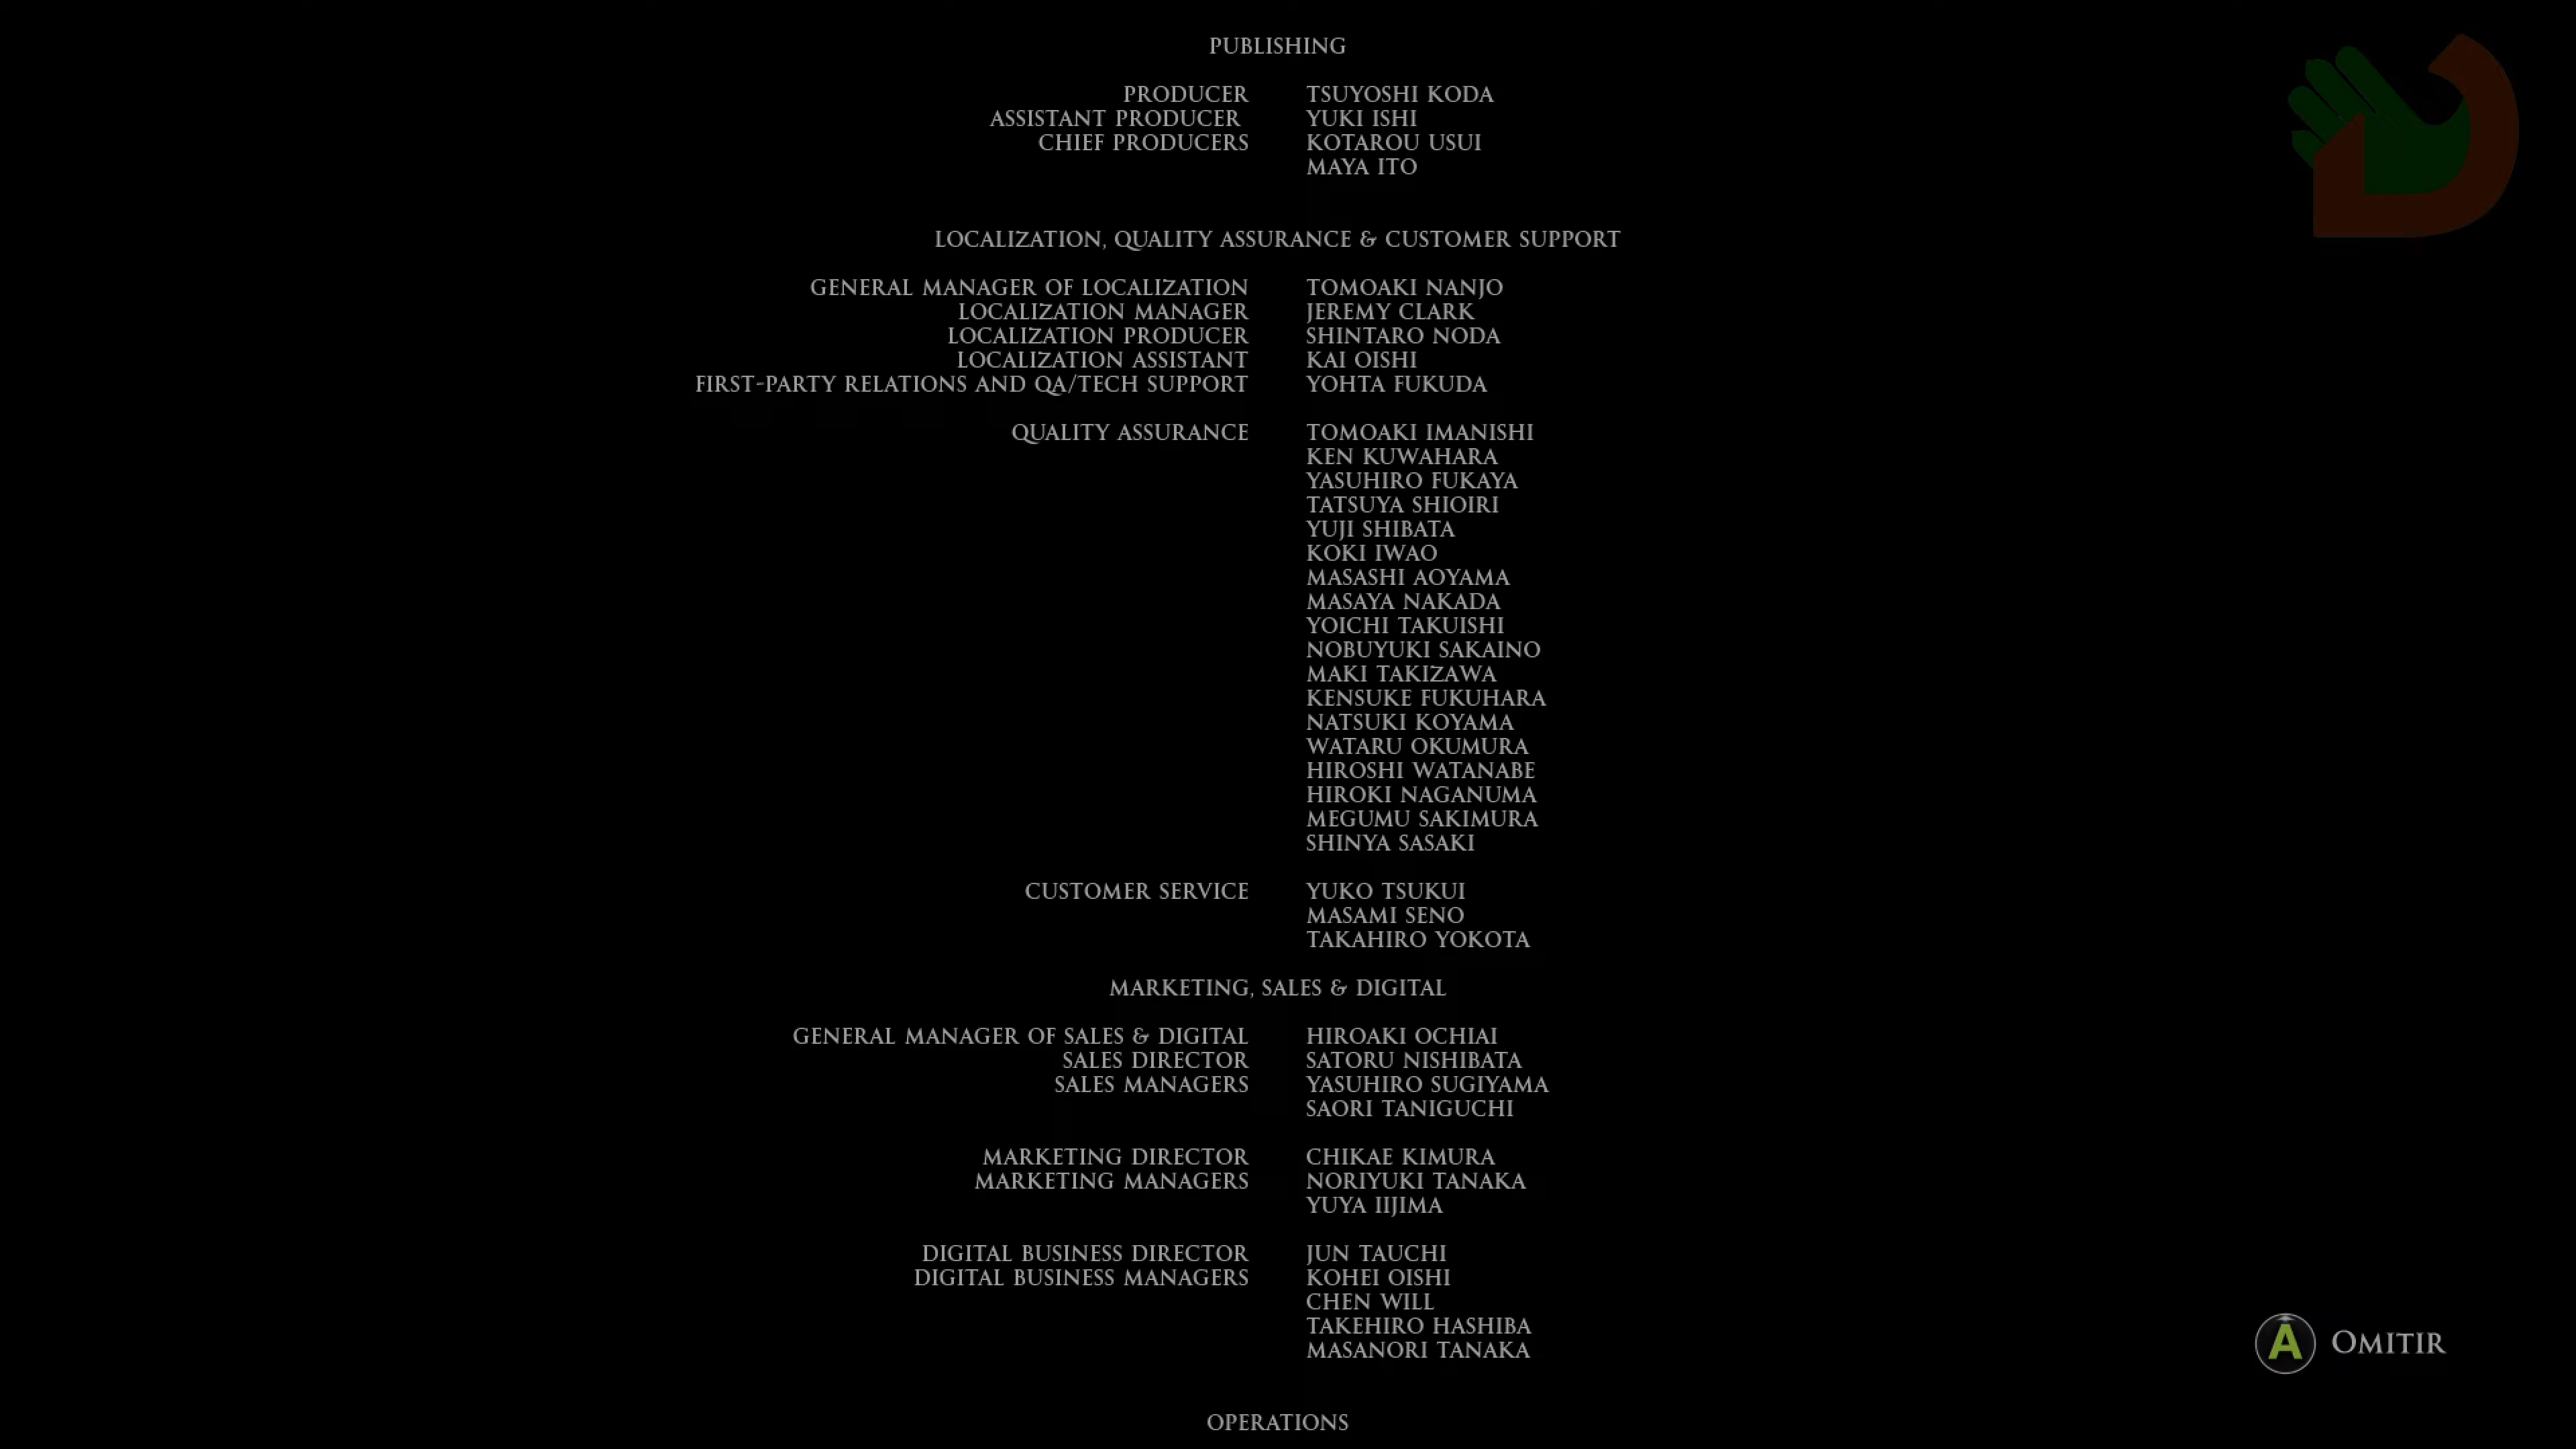 PUBLISHING
PRODUCER TSUYOSHI KODA
ASSISTANT PRODUCER YUKI ISHI
CHIEF PRODUCERS KOTAROU USUI
MAYA ITO
LOCALIZATION, QUALITY ASSURANCE & CUSTOMER SUPPORT
GENERAL MANAGER OF LOCALIZATION TOMOAKI NANJO
LOCALIZATION MANAGER JEREMY CLARK
LOCALIZATION PRODUCER SHINTARO NODA
LOCALIZATION ASSISTANT KAI OISHI
FIRST-PARTY RELATIONS AND QA/TECH SUPPORT YOHTA FUKUDA
QUALITY ASSURANCE TOMOAKI IMANISHI
KEN KUWAHARA
YASUHIRO FUKAYA
TATSUYA SHIOIRI
YUJI SHIBATA
KOKI IWAO
MASASHI AOYAMA
MASAYA NAKADA
YOICHI TAKUISHI
NOBUYUKI SAKAINO
MAKI TAKIZAWA
KENSUKE FUKUHARA
NATSUKI KOYAMA
WATARU OKUMURA
HIROSHI WATANABE
HIROKI NAGANUMA
MEGUMU SAKIMURA
SHINYA SASAKI
CUSTOMER SERVICE YUKO TSUKUI
MASAMI SENO
TAKAHIRO YOKOTA
MARKETING, SALES & DIGITAL
GENERAL MANAGER OF SALES & DIGITAL HIROAKI OCHIAI
SALES DIRECTOR SATORU NISHIBATA
SALES MANAGERS YASUHIRO SUGIYAMA
SAORI TANIGUCHI
MARKETING DIRECTOR CHIKAE KIMURA
MARKETING MANAGERS NORIYUKI TANAKA
YUYA IIJIMA
DIGITAL BUSINESS DIRECTOR JUN TAUCHI
DIGITAL BUSINESS MANAGERS KOHEI OISHI
CHEN WILL
TAKEHIRO HASHIBA
MASANORI TANAKA
A OMITIR
OPERATIONS